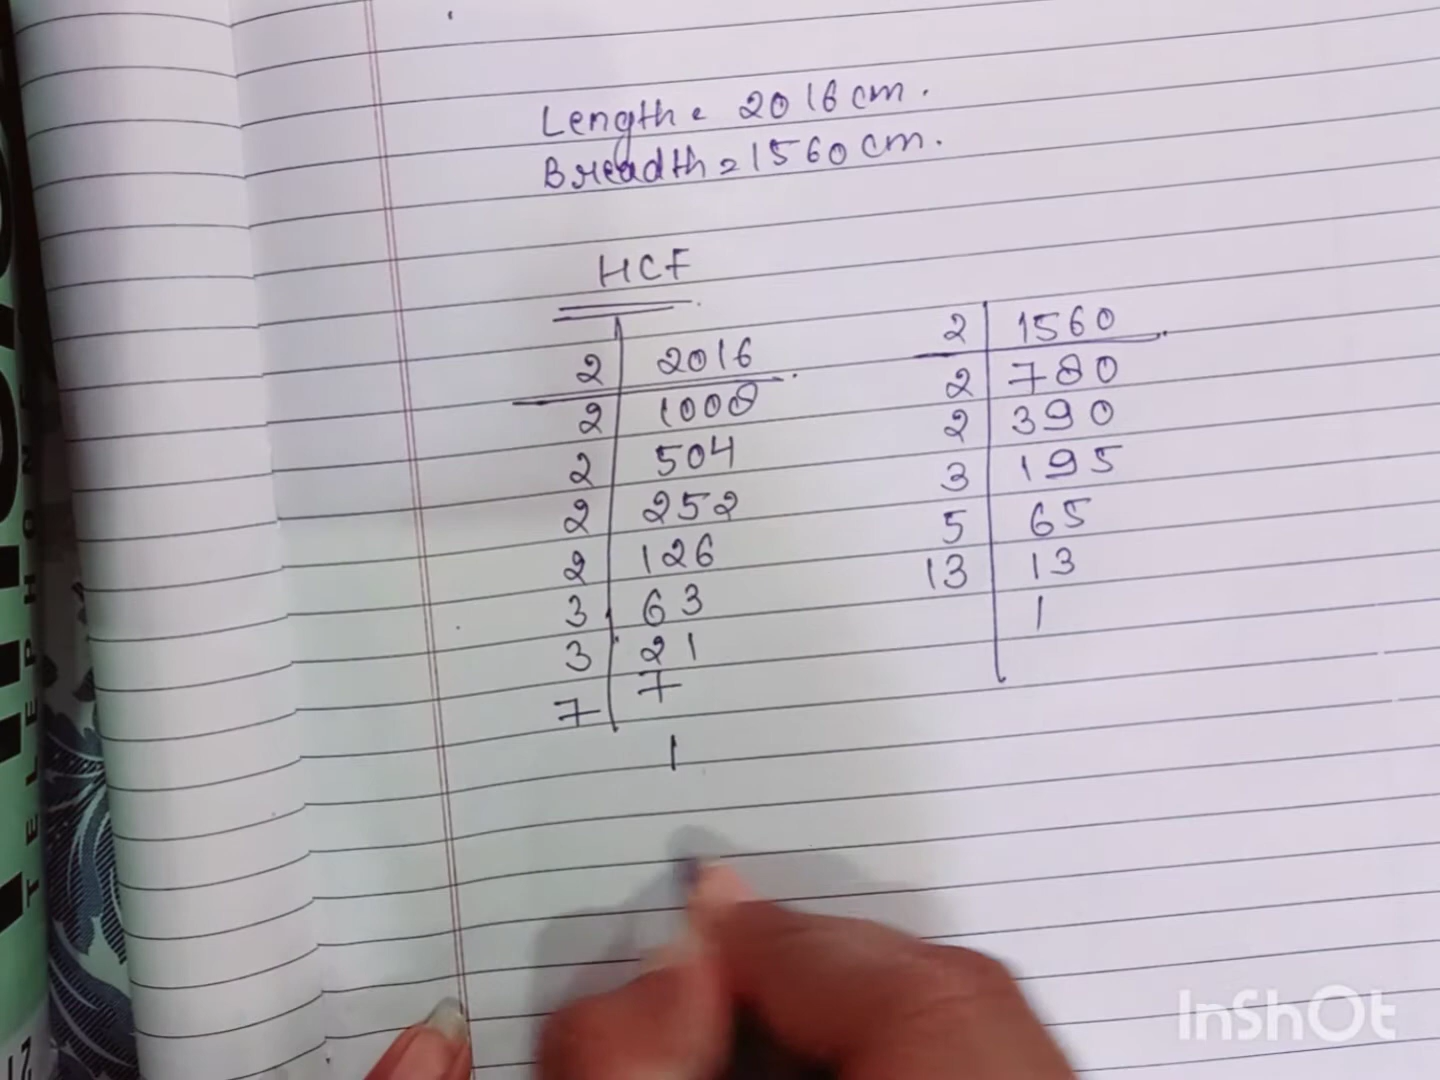 Length = 2016 cm.
Breadth = 1560 cm.
HCF
2 | 2016
2 | 1008
2 | 504
2 | 252
2 | 126
3 | 63
3 | 21
7 | 7
1
2 | 1560
2 | 780
2 | 390
3 | 195
5 | 65
13 | 13
1
TELEPHONE
InShOt